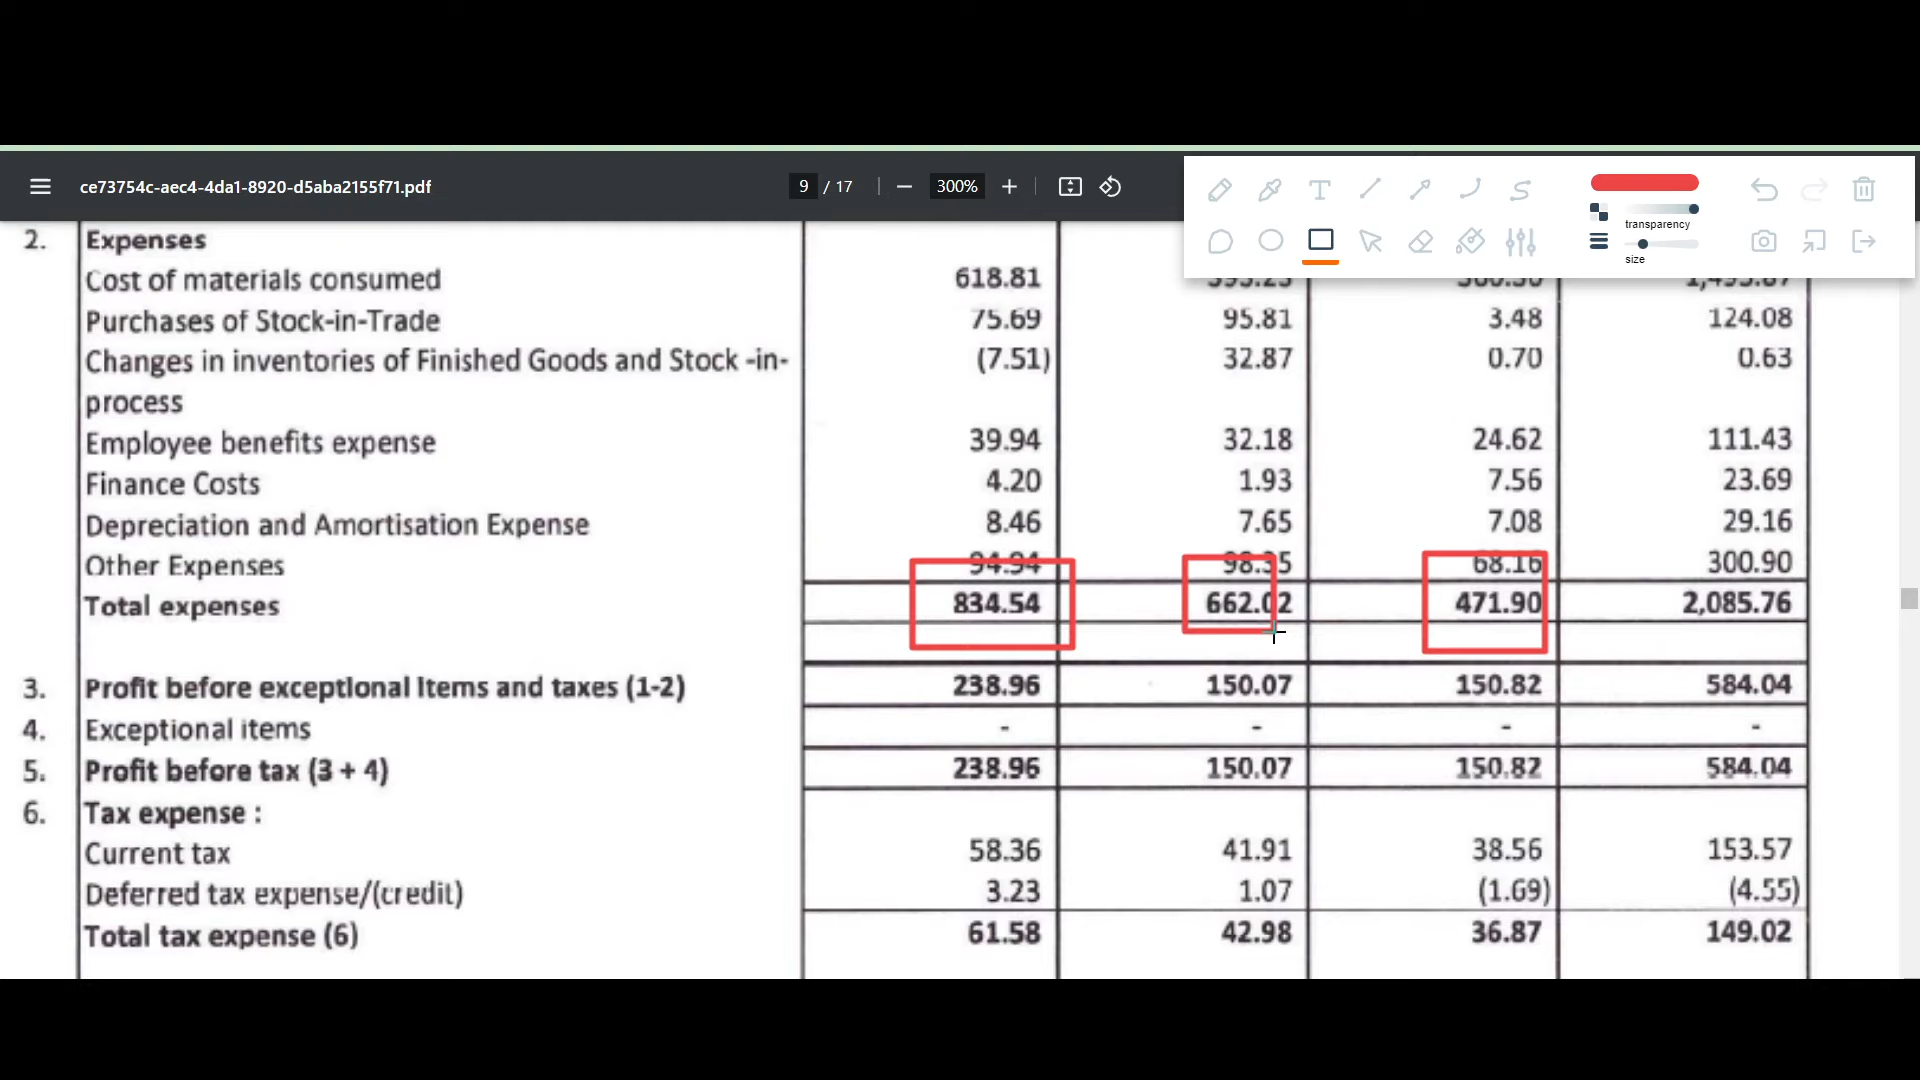 ce73754c-aec4-4da1-8920-d5aba2155f71.pdf
9 / 17
300%
transparency
size
2. Expenses
Cost of materials consumed 618.81
Purchases of Stock-in-Trade 75.69 95.81 3.48 124.08
Changes in inventories of Finished Goods and Stock -in- (7.51) 32.87 0.70 0.63
process
Employee benefits expense 39.94 32.18 24.62 111.43
Finance Costs 4.20 1.93 7.56 23.69
Depreciation and Amortisation Expense 8.46 7.65 7.08 29.16
Other Expenses 94.94 98.35 68.16 300.90
Total expenses 834.54 662.02 471.90 2,085.76
3. Profit before exceptional items and taxes (1-2) 238.96 150.07 150.82 584.04
4. Exceptional items - - - -
5. Profit before tax (3 + 4) 238.96 150.07 150.82 584.04
6. Tax expense :
Current tax 58.36 41.91 38.56 153.57
Deferred tax expense/(credit) 3.23 1.07 (1.69) (4.55)
Total tax expense (6) 61.58 42.98 36.87 149.02